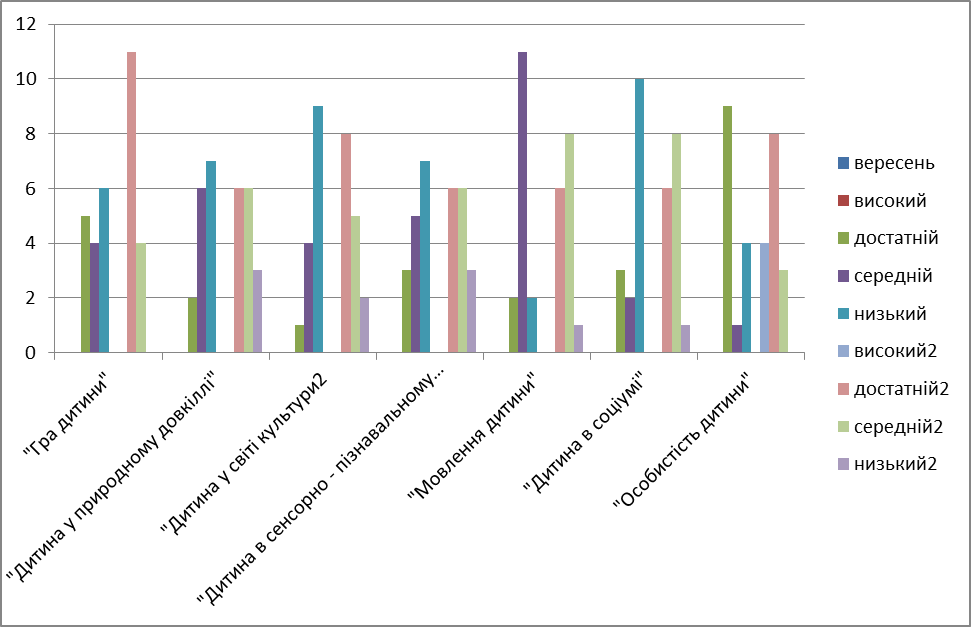 12
10
8
6
4
2
0
"Гра дитини"
"Дитина у природному довкіллі"
"Дитина у світі культури2
"Дитина в сенсорно - пізнавальному...
"Мовлення дитини"
"Дитина в соціумі"
"Особистість дитини"
вересень
високий
достатній
середній
низький
високий2
достатній2
середній2
низький2